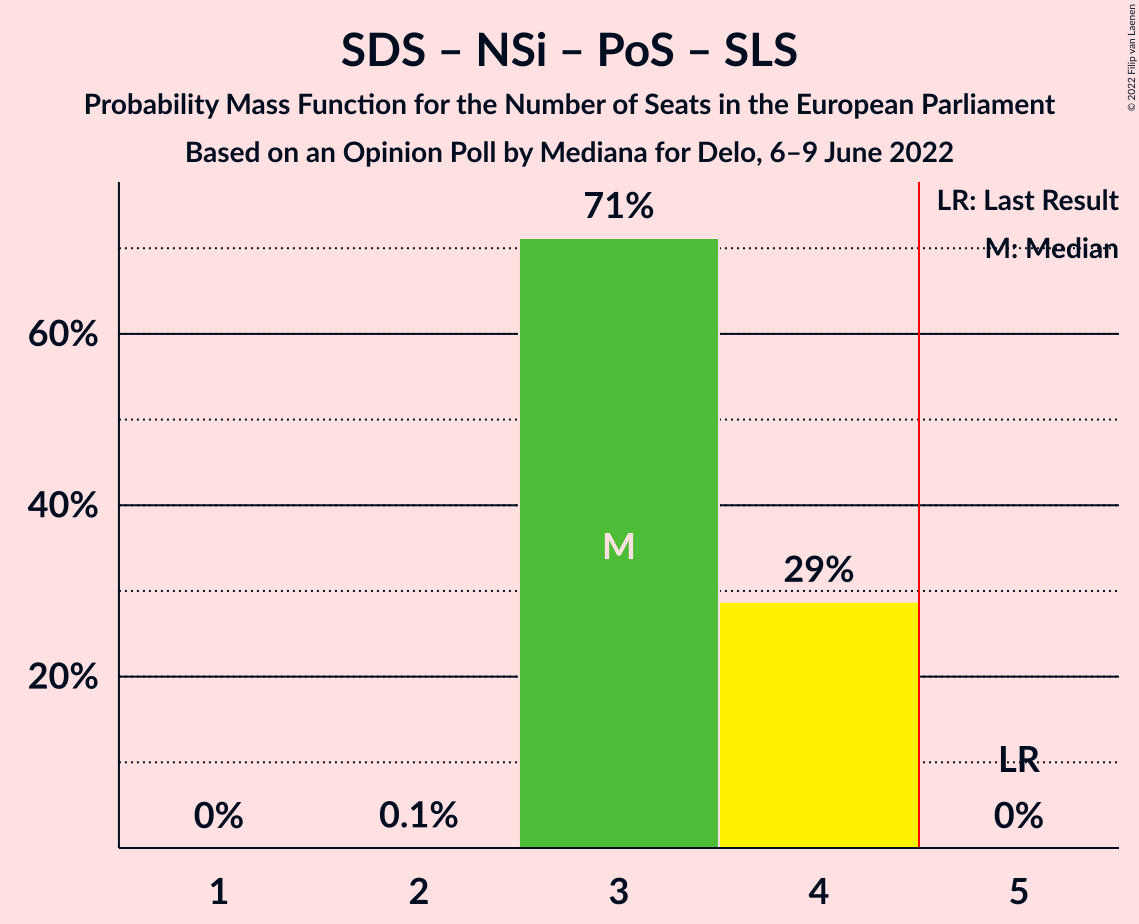 SDS – NSi – PoS – SLS
Probability Mass Function for the Number of Seats in the European Parliament
Based on an Opinion Poll by Mediana for Delo, 6–9 June 2022
© 2022 Filip van Laenen
LR: Last Result
M: Median
71%
60%
40%
M
29%
20%
LR
0%
0.1%
0%
1
2
3
4
5